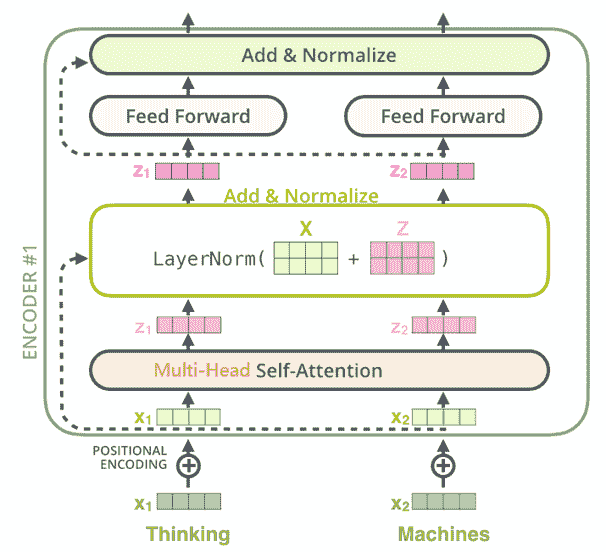 Add & Normalize
Feed Forward Feed Forward
z1 z2
Add & Normalize
X Z
LayerNorm( + )
z1 z2
Multi-Head Self-Attention
x1 x2
POSITIONAL
ENCODING
x1 x2
Thinking Machines
ENCODER #1